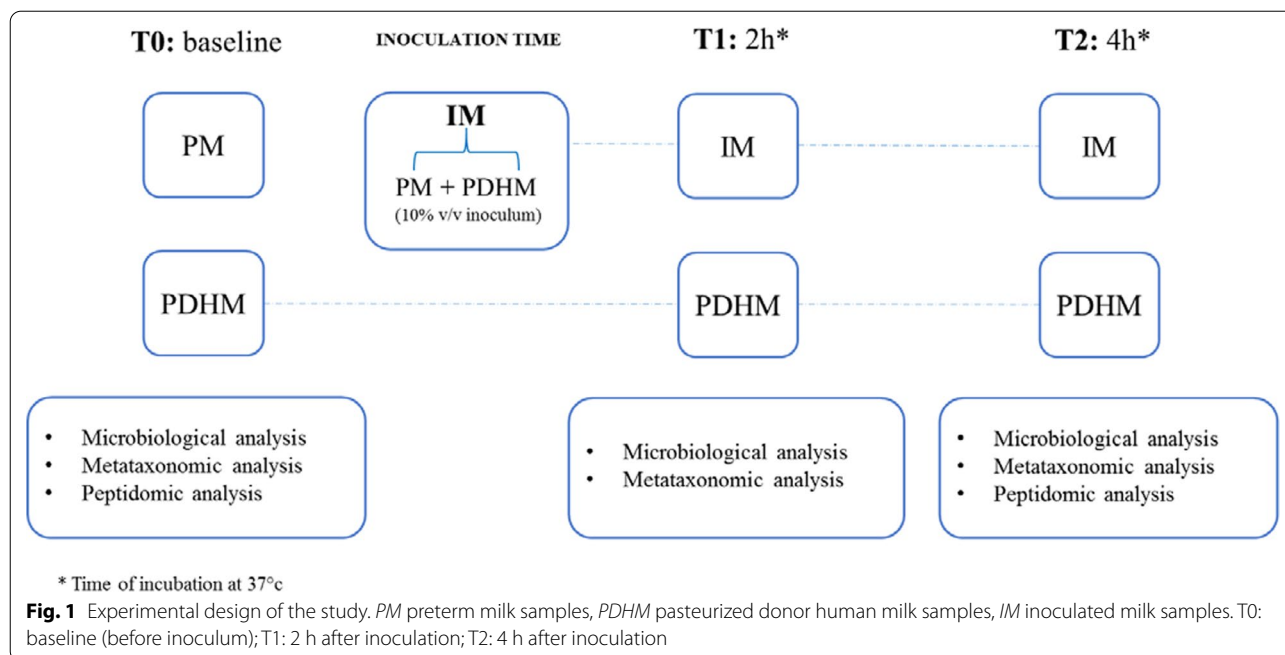 T0: baseline
INOCULATION TIME
T1: 2h*
T2: 4h*
PM
IM
PM + PDHM
(10% v/v inoculum)
IM
IM
PDHM
PDHM
PDHM
• Microbiological analysis
• Metataxonomic analysis
• Peptidomic analysis
• Microbiological analysis
• Metataxonomic analysis
• Microbiological analysis
• Metataxonomic analysis
• Peptidomic analysis
* Time of incubation at 37°c
Fig. 1 Experimental design of the study. PM preterm milk samples, PDHM pasteurized donor human milk samples, IM inoculated milk samples. T0:
baseline (before inoculum); T1: 2 h after inoculation; T2: 4 h after inoculation